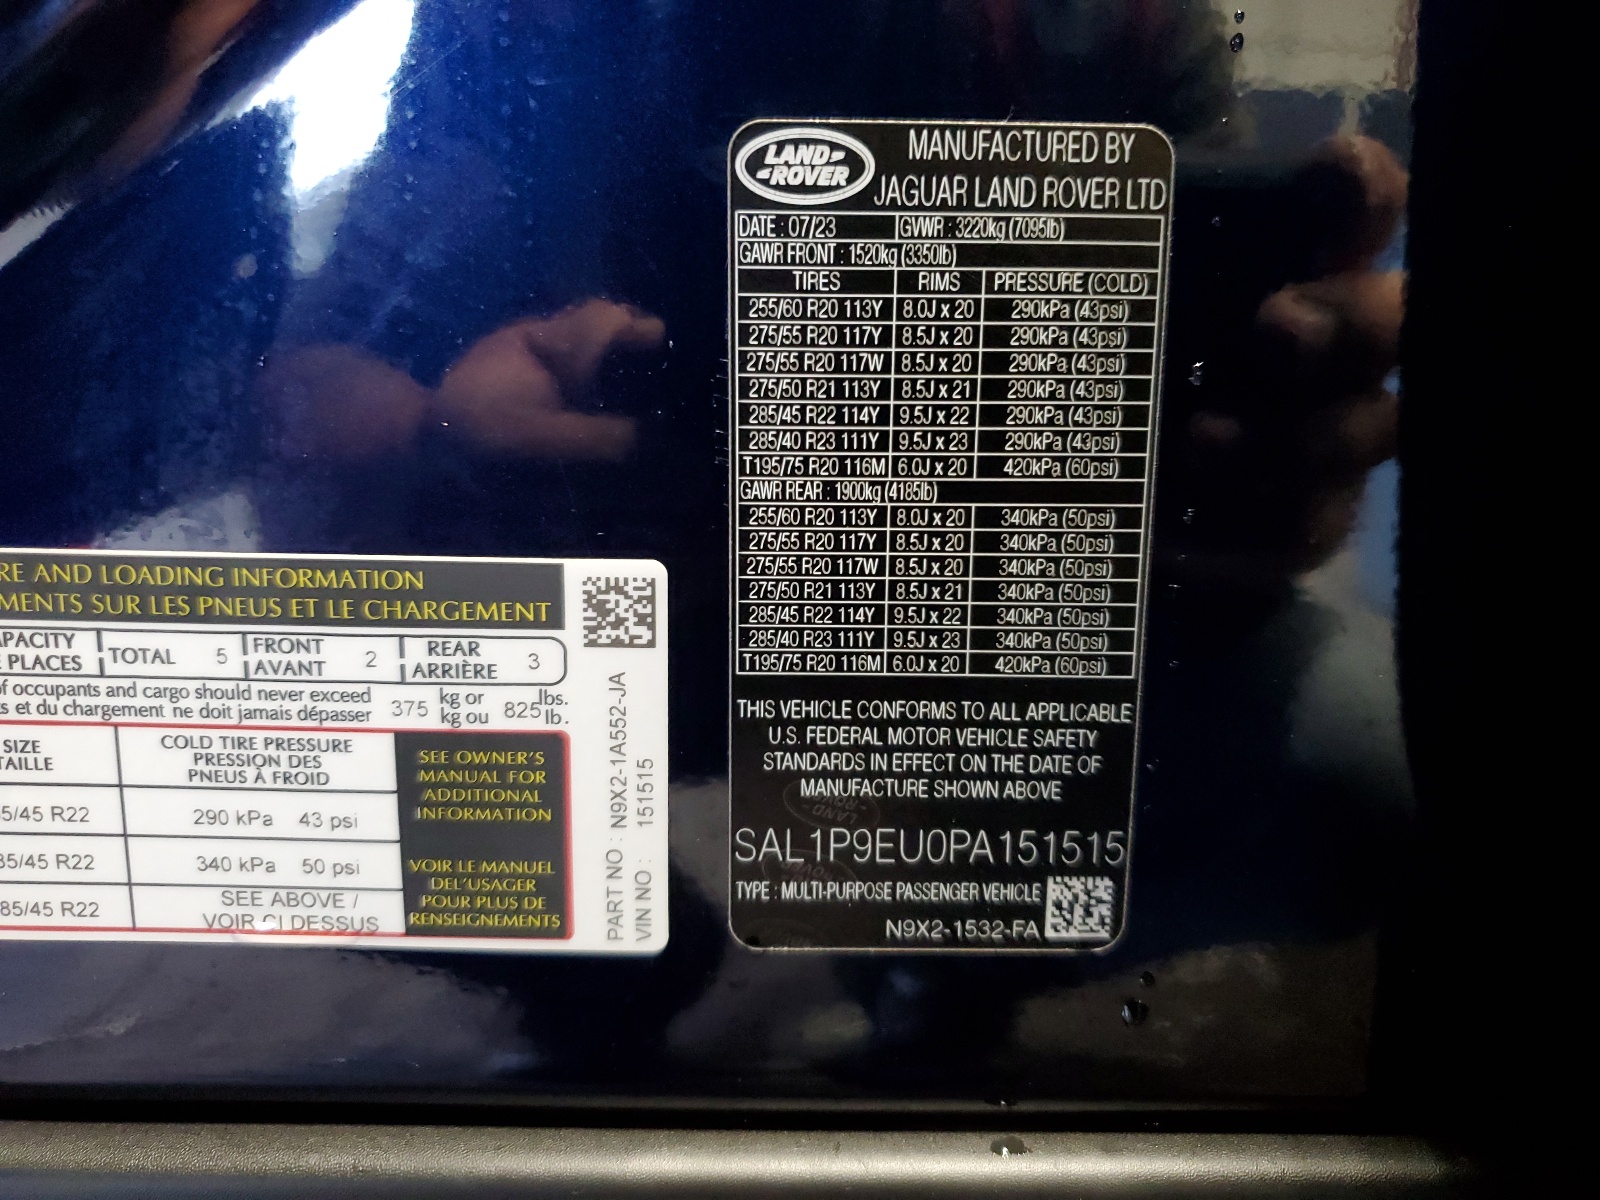 LAND-
-ROVER
MANUFACTURED BY
JAGUAR LAND ROVER LTD
DATE : 07/23 GVWR : 3220kg (7095lb)
GAWR FRONT : 1520kg (3350lb)
TIRES RIMS PRESSURE (COLD)
255/60 R20 113Y 8.0J x 20 290kPa (43psi)
275/55 R20 117Y 8.5J x 20 290kPa (43psi)
275/55 R20 117W 8.5J x 20 290kPa (43psi)
275/50 R21 113Y 8.5J x 21 290kPa (43psi)
285/45 R22 114Y 9.5J x 22 290kPa (43psi)
285/40 R23 111Y 9.5J x 23 290kPa (43psi)
T195/75 R20 116M 6.0J x 20 420kPa (60psi)
GAWR REAR : 1900kg (4185lb)
255/60 R20 113Y 8.0J x 20 340kPa (50psi)
275/55 R20 117Y 8.5J x 20 340kPa (50psi)
275/55 R20 117W 8.5J x 20 340kPa (50psi)
275/50 R21 113Y 8.5J x 21 340kPa (50psi)
285/45 R22 114Y 9.5J x 22 340kPa (50psi)
285/40 R23 111Y 9.5J x 23 340kPa (50psi)
T195/75 R20 116M 6.0J x 20 420kPa (60psi)
THIS VEHICLE CONFORMS TO ALL APPLICABLE
U.S. FEDERAL MOTOR VEHICLE SAFETY
STANDARDS IN EFFECT ON THE DATE OF
MANUFACTURE SHOWN ABOVE
SAL1P9EU0PA151515
TYPE : MULTI-PURPOSE PASSENGER VEHICLE
N9X2-1532-FA
RE AND LOADING INFORMATION
MENTS SUR LES PNEUS ET LE CHARGEMENT
APACITY
PLACES
TOTAL 5
FRONT
AVANT
2
REAR
ARRIÈRE
3
of occupants and cargo should never exceed
s et du chargement ne doit jamais dépasser
375
kg or
kg ou
825
lbs.
lb.
SIZE
TAILLE
COLD TIRE PRESSURE
PRESSION DES
PNEUS À FROID
5/45 R22 290 kPa 43 psi
85/45 R22 340 kPa 50 psi
85/45 R22
SEE ABOVE /
VOIR CI DESSUS
SEE OWNER'S
MANUAL FOR
ADDITIONAL
INFORMATION
VOIR LE MANUEL
DEL'USAGER
POUR PLUS DE
RENSEIGNEMENTS
PART NO : N9X2-1A552-JA
VIN NO : 151515